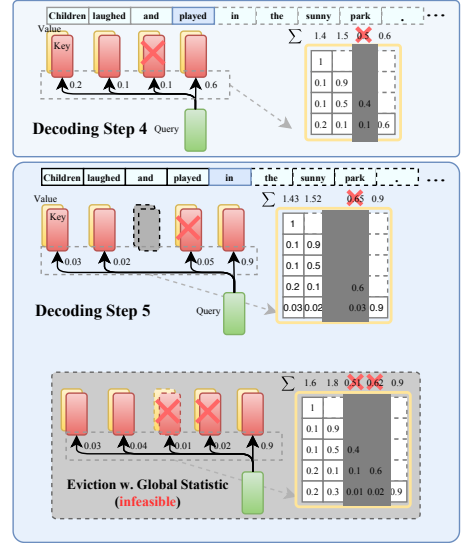 Children laughed and played in the sunny park . ...
Value
Key
∑ 1.4 1.5 0.5 0.6
0.2 0.1 0.1 0.6
1
0.1 0.9
0.1 0.5 0.4
0.2 0.1 0.1 0.6
Decoding Step 4
Query
Children laughed and played in the sunny park . ...
Value
Key
∑ 1.43 1.52 0.65 0.9
0.03 0.02 0.05 0.9
1
0.1 0.9
0.1 0.5
0.2 0.1 0.6
0.03 0.02 0.03 0.9
Decoding Step 5
Query
∑ 1.6 1.8 0.51 0.62 0.9
0.03 0.04 0.01 0.02 0.9
1
0.1 0.9
0.1 0.5 0.4
0.2 0.1 0.1 0.6
0.2 0.3 0.01 0.02 0.9
Eviction w. Global Statistic
(infeasible)